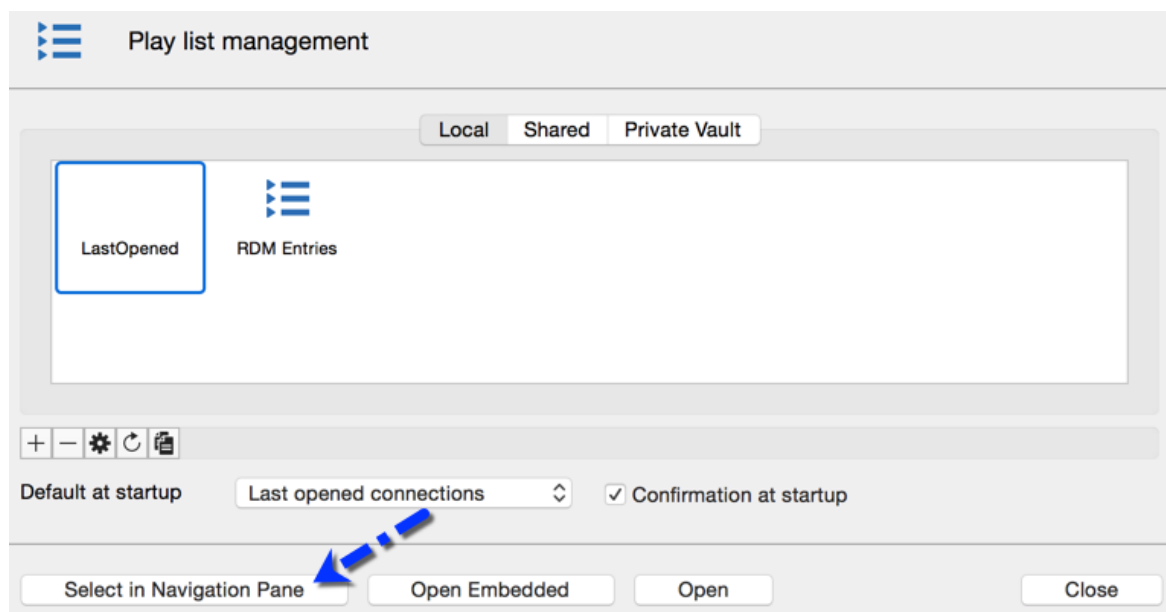 Play list management
Local Shared Private Vault
LastOpened RDM Entries
Default at startup Last opened connections Confirmation at startup
Select in Navigation Pane Open Embedded Open Close